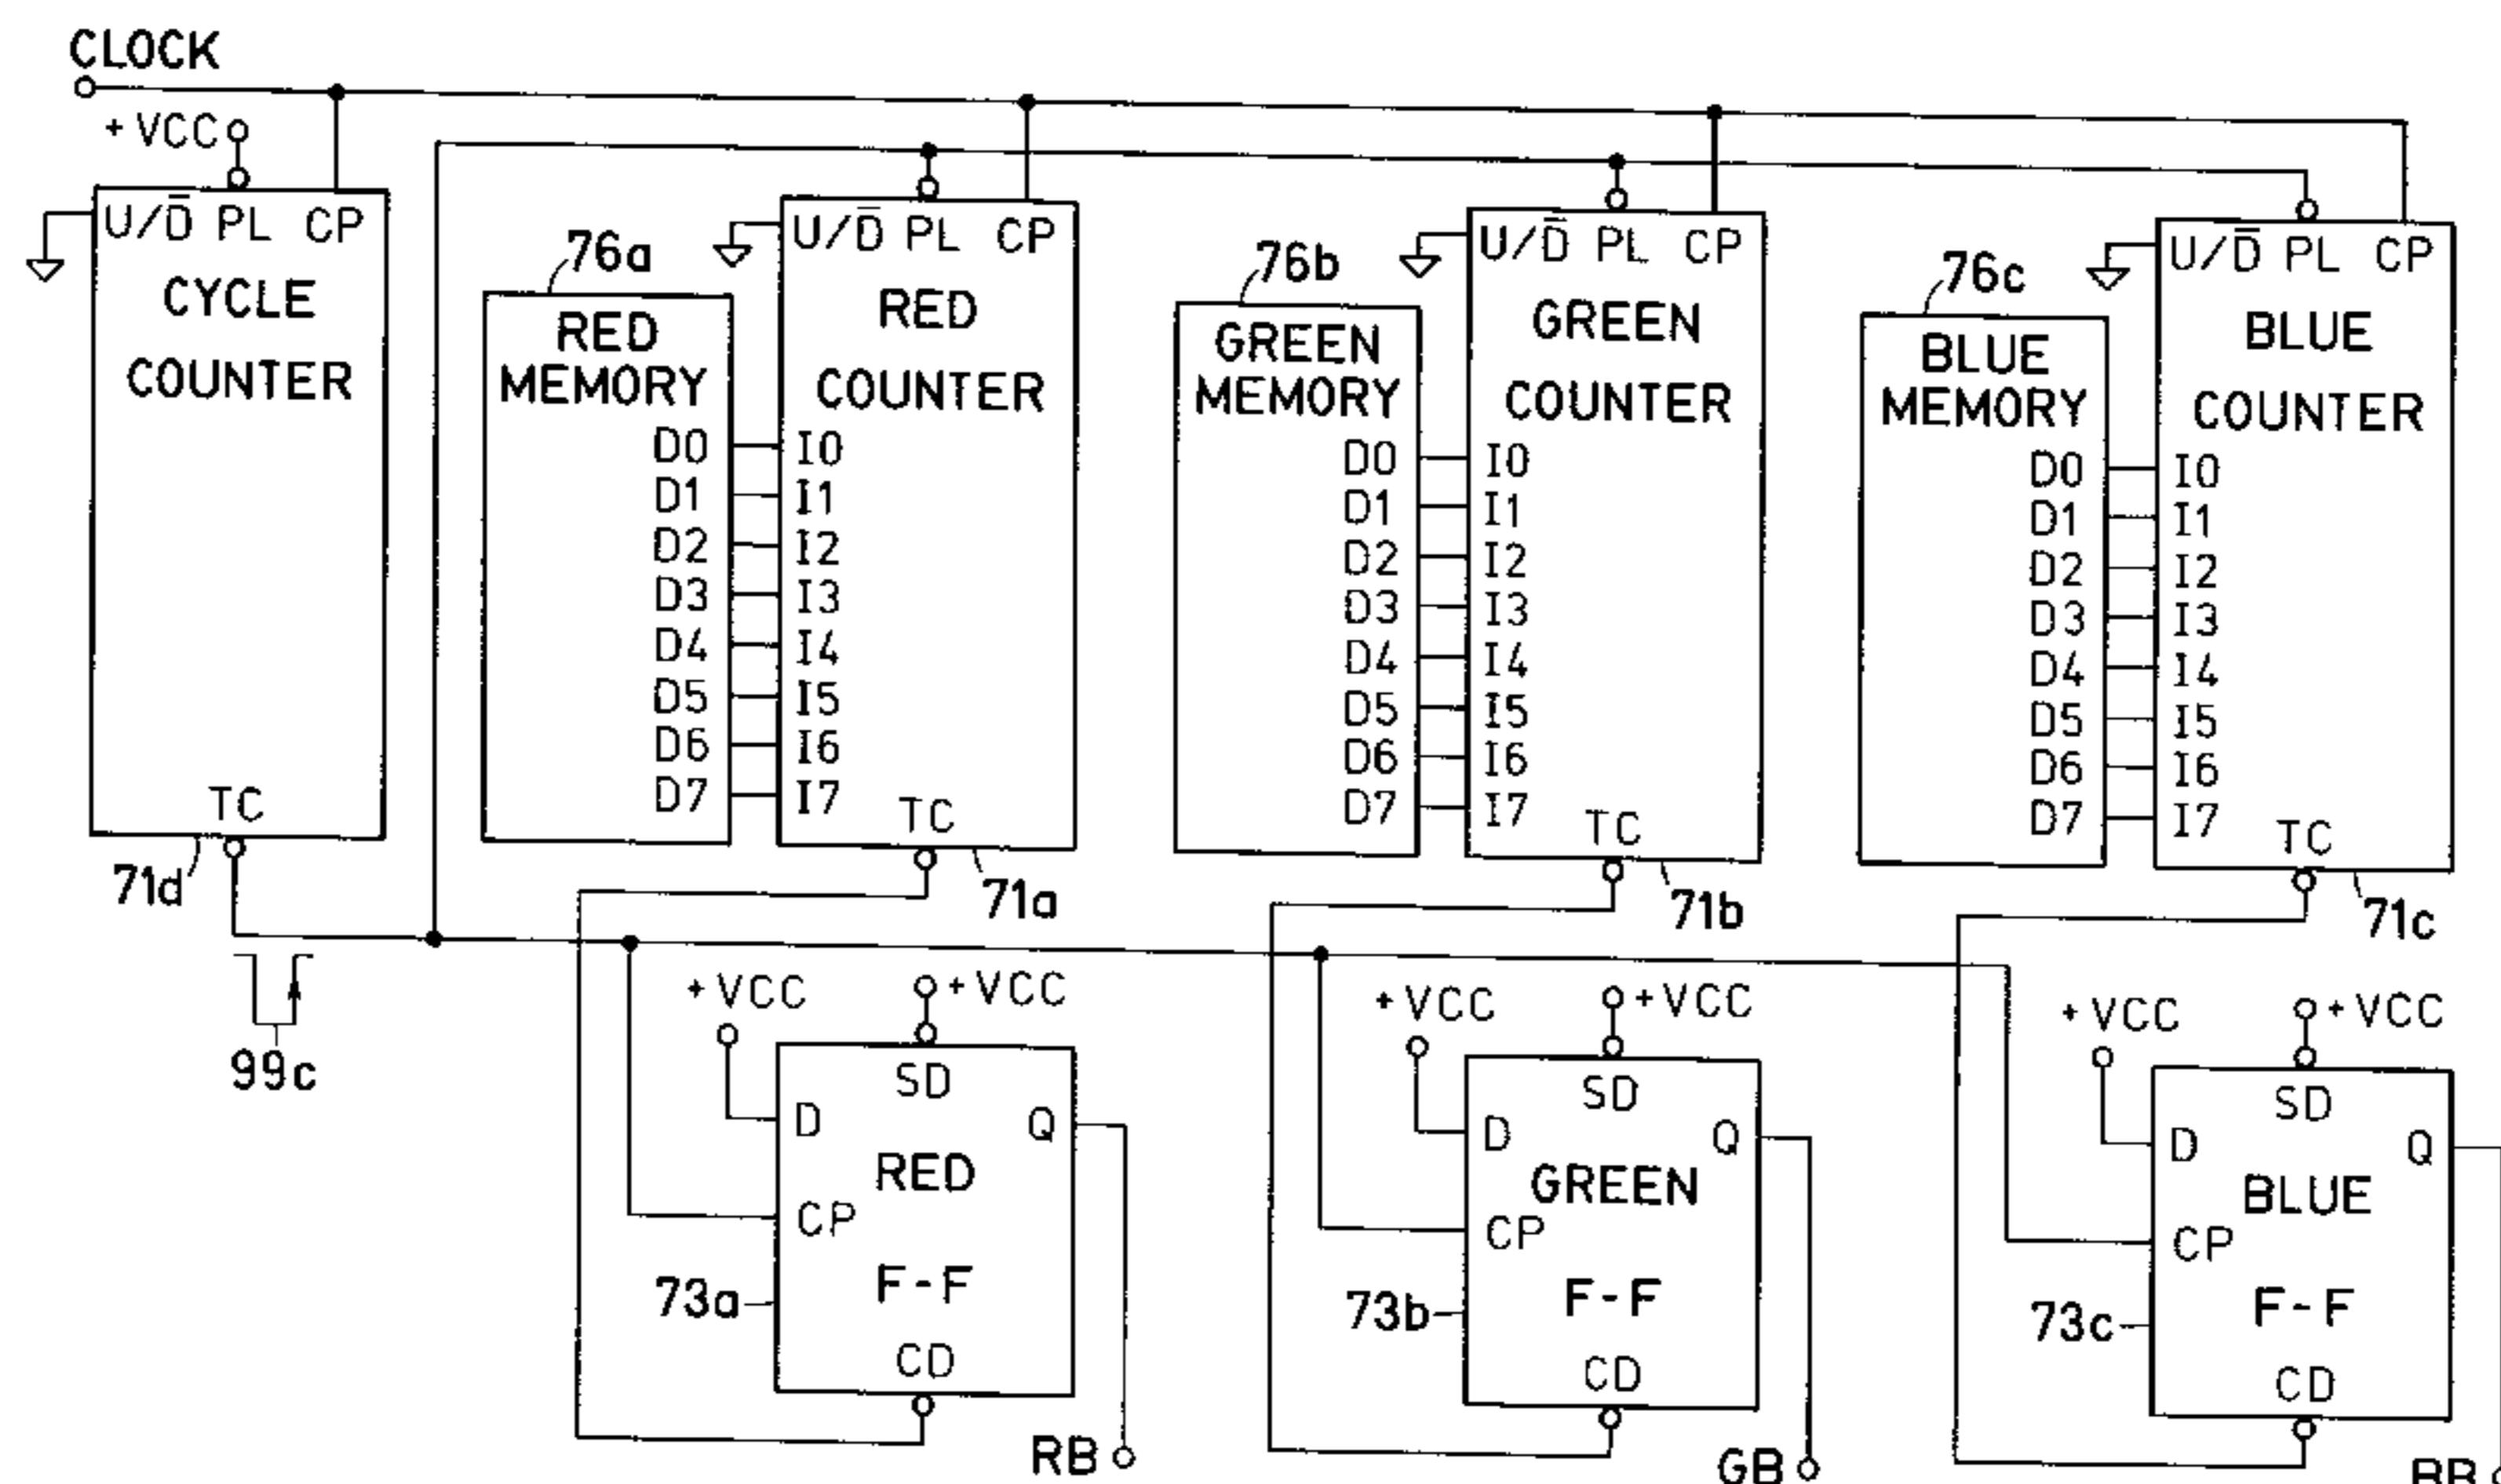 CLOCK
+ VCC
U/D̅ PL CP
CYCLE
COUNTER
TC
71d
99c
76a
RED
MEMORY
D0
D1
D2
D3
D4
D5
D6
D7
U/D̅ PL CP
RED
COUNTER
I0
I1
I2
I3
I4
I5
I6
I7
TC
71a
76b
GREEN
MEMORY
D0
D1
D2
D3
D4
D5
D6
D7
U/D̅ PL CP
GREEN
COUNTER
I0
I1
I2
I3
I4
I5
I6
I7
TC
71b
76c
BLUE
MEMORY
D0
D1
D2
D3
D4
D5
D6
D7
U/D̅ PL CP
BLUE
COUNTER
I0
I1
I2
I3
I4
I5
I6
I7
TC
71c
+ VCC
+ VCC
SD
D
Q
RED
CP
F-F
73a
CD
RB
+ VCC
+ VCC
SD
D
Q
GREEN
CP
F-F
73b
CD
GB
+ VCC
+ VCC
SD
D
Q
BLUE
CP
F-F
73c
CD